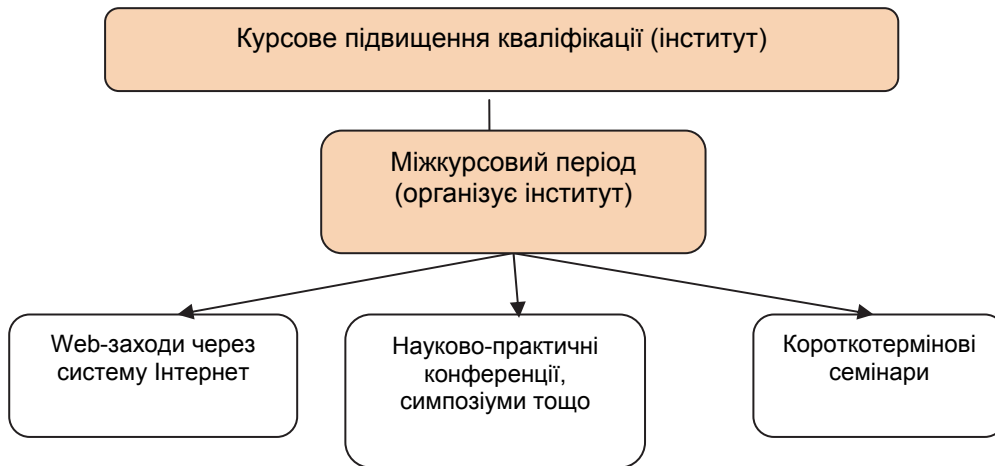 Курсове підвищення кваліфікації (інститут)
Міжкурсовий період
(організує інститут)
Web-заходи через
систему Інтернет
Науково-практичні
конференції,
симпозіуми тощо
Короткотермінові
семінари